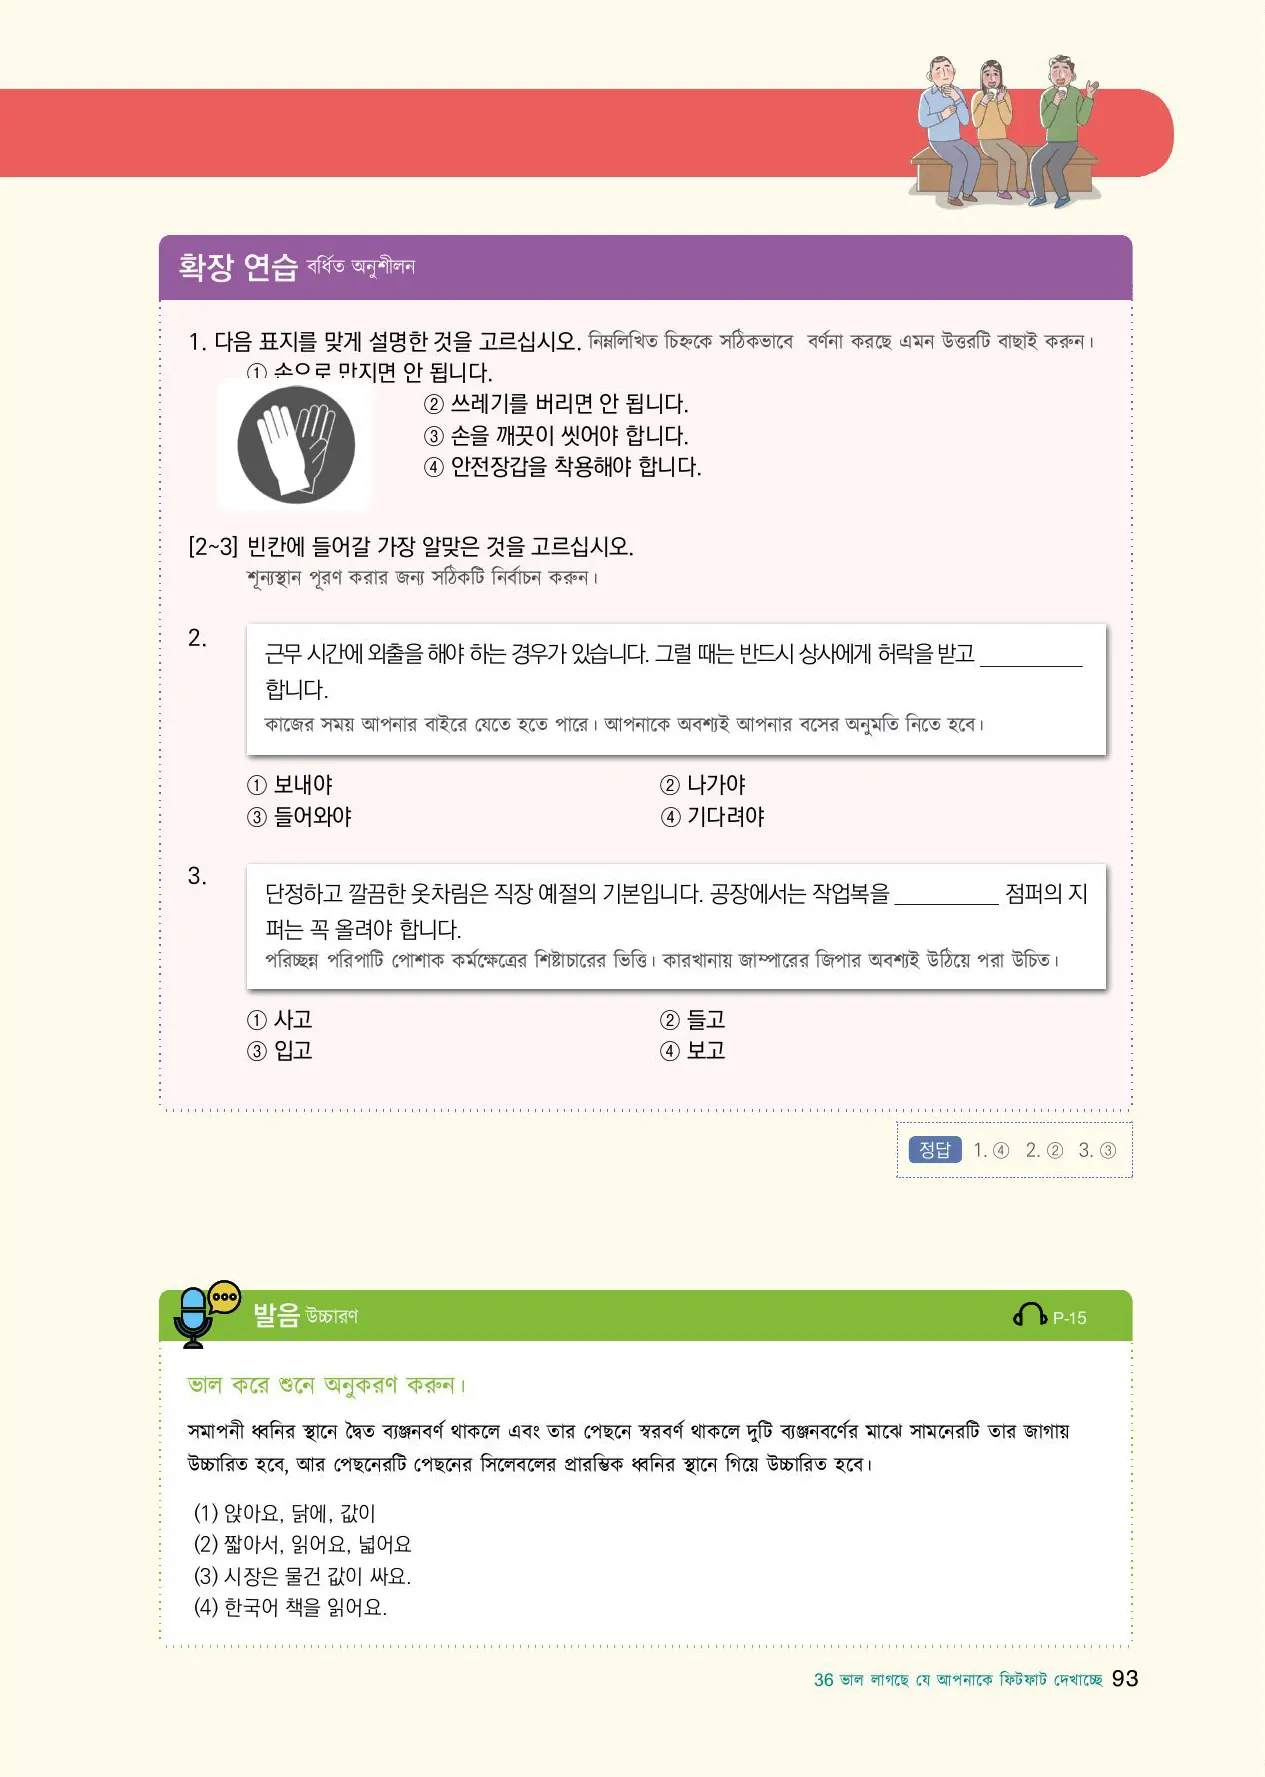 확장 연습 বর্ধিত অনুশীলন
1. 다음 표지를 맞게 설명한 것을 고르십시오. নিম্নলিখিত চিহ্নকে সঠিকভাবে বর্ণনা করছে এমন উত্তরটি বাছাই করুন।
① 손으로 만지면 안 됩니다.
② 쓰레기를 버리면 안 됩니다.
③ 손을 깨끗이 씻어야 합니다.
④ 안전장갑을 착용해야 합니다.
[2~3] 빈칸에 들어갈 가장 알맞은 것을 고르십시오.
শূন্যস্থান পূরণ করার জন্য সঠিকটি নির্বাচন করুন।
2.
근무 시간에 외출을 해야 하는 경우가 있습니다. 그럴 때는 반드시 상사에게 허락을 받고 ________
합니다.
কাজের সময় আপনার বাইরে যেতে হতে পারে। আপনাকে অবশ্যই আপনার বসের অনুমতি নিতে হবে।
① 보내야 ② 나가야
③ 들어와야 ④ 기다려야
3.
단정하고 깔끔한 옷차림은 직장 예절의 기본입니다. 공장에서는 작업복을 ________ 점퍼의 지
퍼는 꼭 올려야 합니다.
পরিচ্ছন্ন পরিপাটি পোশাক কর্মক্ষেত্রের শিষ্টাচারের ভিত্তি। কারখানায় জাম্পারের জিপার অবশ্যই উঠিয়ে পরা উচিত।
① 사고 ② 들고
③ 입고 ④ 보고
정답 1. ④ 2. ② 3. ③
발음 উচ্চারণ P-15
ভাল করে শুনে অনুকরণ করুন।
সমাপনী ধ্বনির স্থানে দ্বৈত ব্যঞ্জনবর্ণ থাকলে এবং তার পেছনে স্বরবর্ণ থাকলে দুটি ব্যঞ্জনবর্ণের মাঝে সামনেরটি তার জাগায়
উচ্চারিত হবে, আর পেছনেরটি পেছনের সিলেবলের প্রারম্ভিক ধ্বনির স্থানে গিয়ে উচ্চারিত হবে।
(1) 앉아요, 닭에, 값이
(2) 짧아서, 읽어요, 넓어요
(3) 시장은 물건 값이 싸요.
(4) 한국어 책을 읽어요.
36 ভাল লাগছে যে আপনাকে ফিটফাট দেখাচ্ছে 93